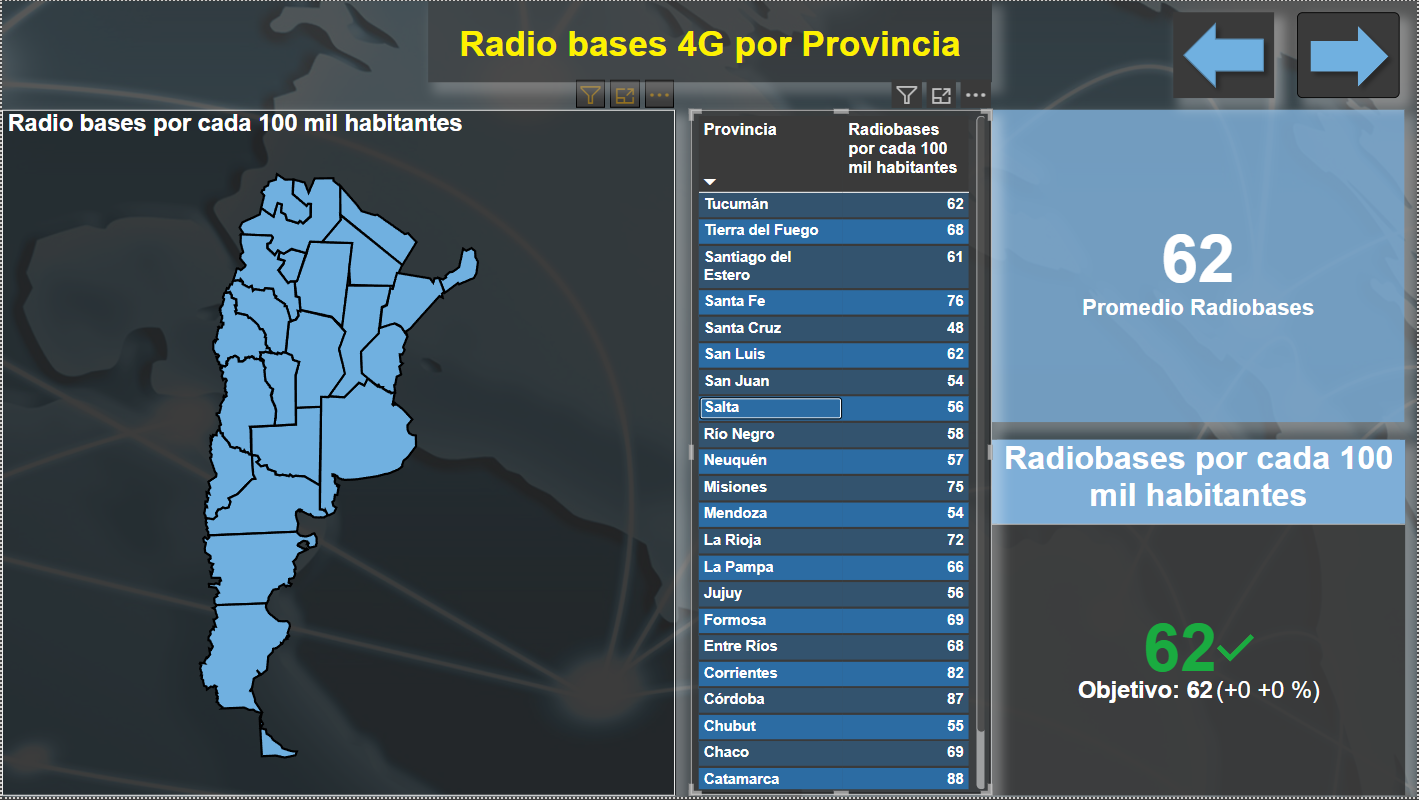 Radio bases 4G por Provincia
Radio bases por cada 100 mil habitantes
Provincia
Radiobases
por cada 100
mil habitantes
Tucumán 62
Tierra del Fuego 68
Santiago del
Estero 61
Santa Fe 76
Santa Cruz 48
San Luis 62
San Juan 54
Salta 56
Río Negro 58
Neuquén 57
Misiones 75
Mendoza 54
La Rioja 72
La Pampa 66
Jujuy 56
Formosa 69
Entre Ríos 68
Corrientes 82
Córdoba 87
Chubut 55
Chaco 69
Catamarca 88
62
Promedio Radiobases
Radiobases por cada 100
mil habitantes
62
Objetivo: 62 (+0 +0 %)